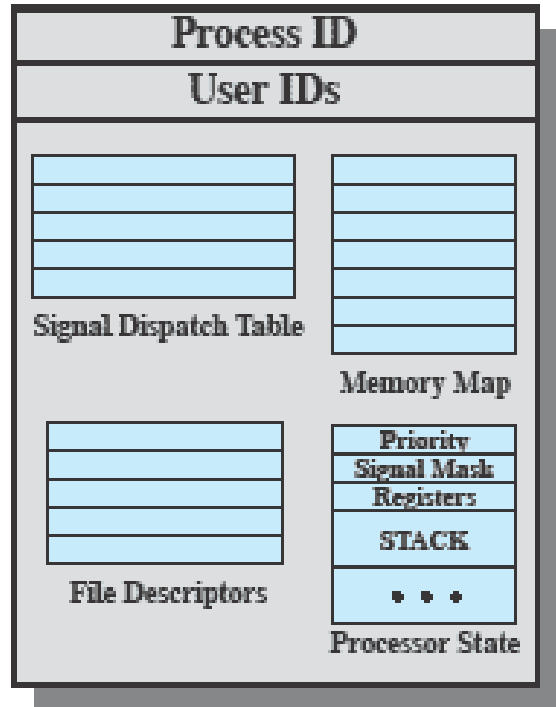 Process ID
User IDs
Signal Dispatch Table
Memory Map
File Descriptors
Priority
Signal Mask
Registers
STACK
• • •
Processor State